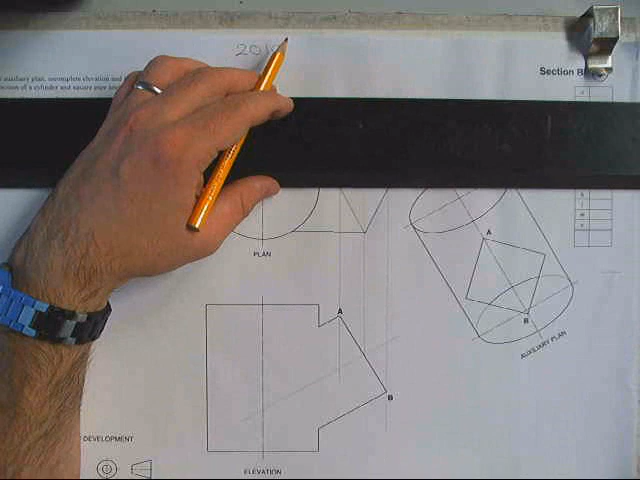 auxiliary plan, incomplete elevation and
Section B
A
PLAN
B
A
AUXILIARY PLAN
B
DEVELOPMENT
ELEVATION